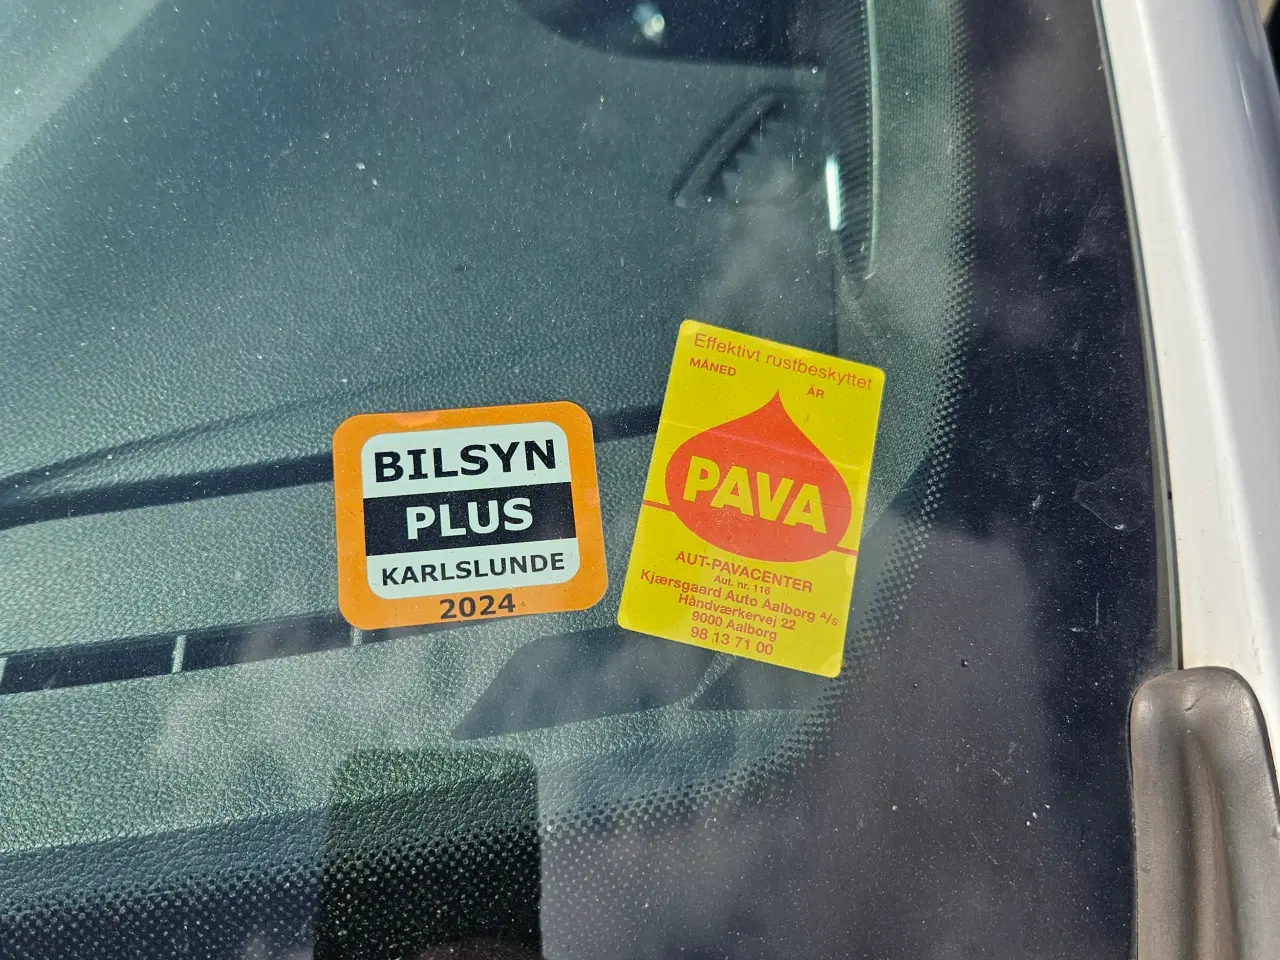 BILSYN
PLUS
KARLSLUNDE
2024
Effektivt rustbeskyttet
MÅNED ÅR
PAVA
AUT-PAVACENTER
Aut. nr. 116
Kjærsgaard Auto Aalborg A/s
Håndværkervej 22
9000 Aalborg
98 13 71 00